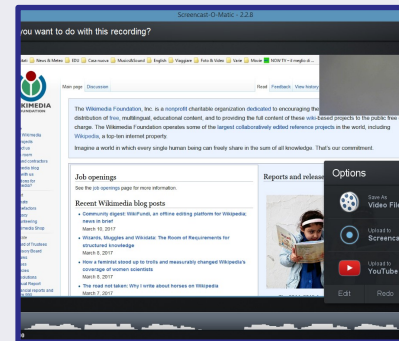 Screencast-O-Matic - 2.2.8
you want to do with this recording?
News & Meteo EDU Casa nuova Musica&Sound English Viaggiare Foto & Video Varie Movie NOW TV – il meglio di ...
Main page Discussion
Read Feedback View history
WIKIMEDIA
FOUNDATION
The Wikimedia Foundation, Inc. is a nonprofit charitable organization dedicated to encouraging the
distribution of free, multilingual, educational content, and to providing the full content of these wiki-based projects to the public free
charge. The Wikimedia Foundation operates some of the largest collaboratively edited reference projects in the world, including
Wikipedia, a top-ten internet property.
Imagine a world in which every single human being can freely share in the sum of all knowledge. That's our commitment.
Job openings
See the job openings page for more information.
Recent Wikimedia blog posts
• Community digest: WikiFundi, an offline editing platform for Wikipedia;
news in brief
March 10, 2017
• Wizards, Muggles and Wikidata: The Room of Requirements for
structured knowledge
March 8, 2017
• How a feminist stood up to trolls and measurably changed Wikipedia's
coverage of women scientists
March 8, 2017
• The road not taken: Why I write about horses on Wikipedia
March 7, 2017
Reports and
Options
Save As
Video File
Upload to
Upload to
YouTube
Edit Redo